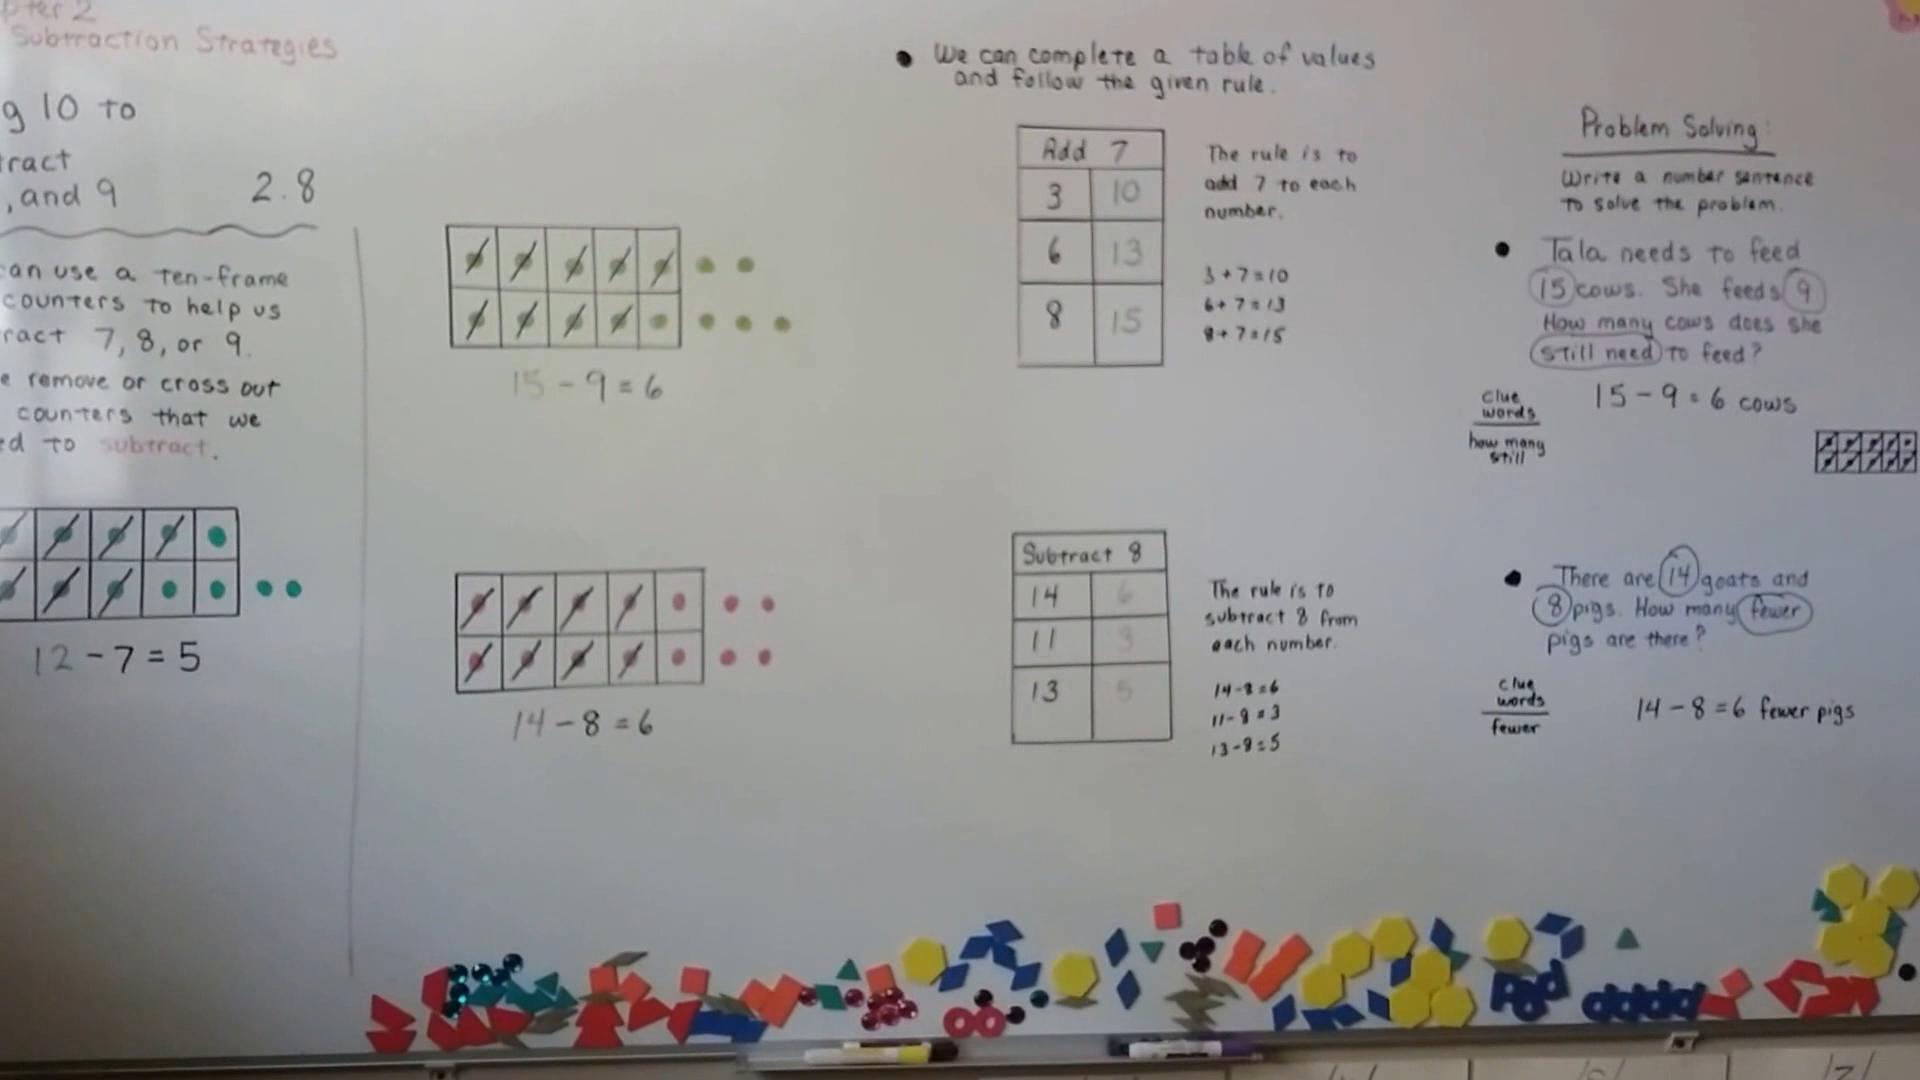 pter 2
Subtraction Strategies
g 10 to
ract
, and 9 2.8
can use a ten-frame
counters to help us
ract 7, 8, or 9.
e remove or cross out
counters that we
ed to subtract.
12 - 7 = 5
15 - 9 = 6
14 - 8 = 6
We can complete a table of values
and follow the given rule.
Add 7
3 10
6 13
8 15
The rule is to
add 7 to each
number.
3 + 7 = 10
6 + 7 = 13
8 + 7 = 15
Subtract 8
14 6
11 3
13 5
The rule is to
subtract 8 from
each number.
14 - 8 = 6
11 - 8 = 3
13 - 8 = 5
Problem Solving:
Write a number sentence
to solve the problem.
Tala needs to feed
15 cows. She feeds 9
How many cows does she
still need to feed?
15 - 9 = 6 cows
clue
words
how many
still
There are 14 goats and
8 pigs. How many fewer
pigs are there?
clue
words
fewer
14 - 8 = 6 fewer pigs